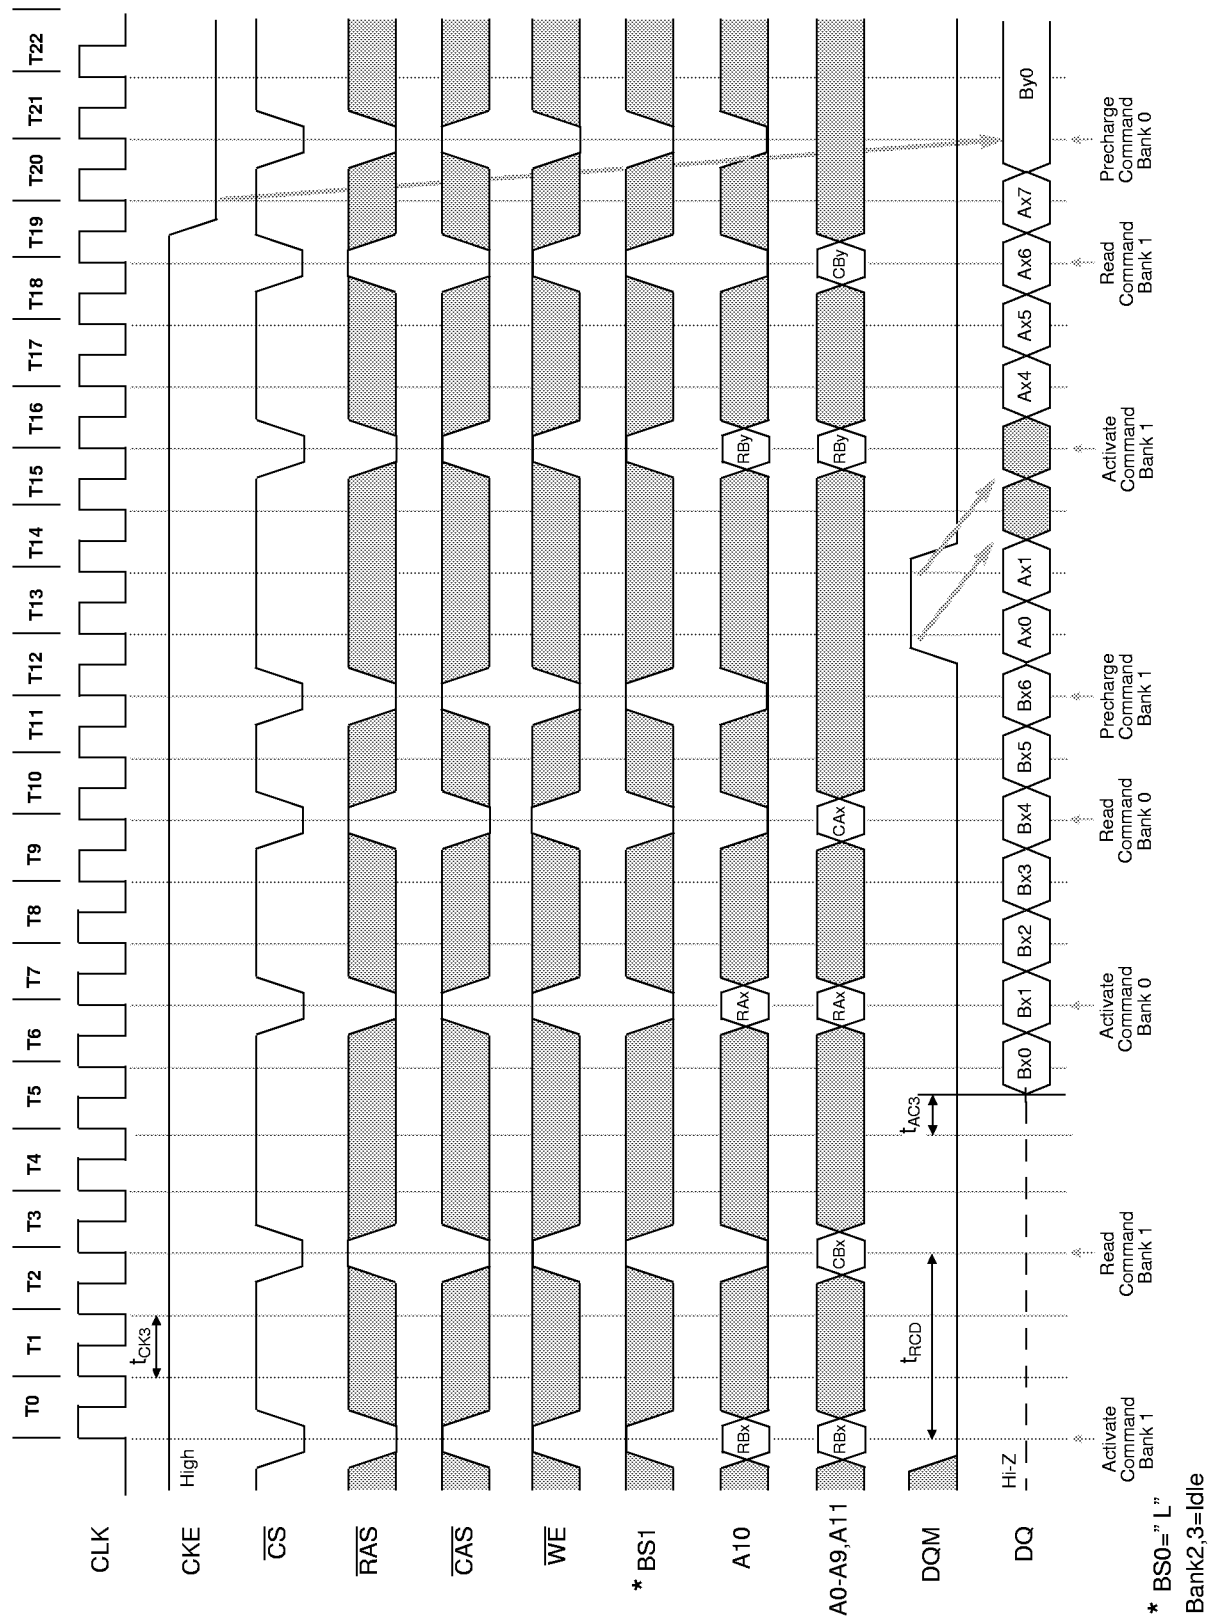 T0 T1 T2 T3 T4 T5 T6 T7 T8 T9 T10 T11 T12 T13 T14 T15 T16 T17 T18 T19 T20 T21 T22
CLK
tCK3
CKE
High
CS
RAS
CAS
WE
* BS1
A10
RBx RAx RBy
A0-A9,A11
RBx CBx RAx CAx RBy CBy
DQM
tRCD
tAC3
DQ
Hi-Z
Bx0 Bx1 Bx2 Bx3 Bx4 Bx5 Bx6 Ax0 Ax1 Ax4 Ax5 Ax6 Ax7 By0
Activate
Command
Bank 1
Read
Command
Bank 1
Activate
Command
Bank 0
Read
Command
Bank 0
Precharge
Command
Bank 1
Activate
Command
Bank 1
Read
Command
Bank 1
Precharge
Command
Bank 0
* BS0=”L”
Bank2,3=Idle